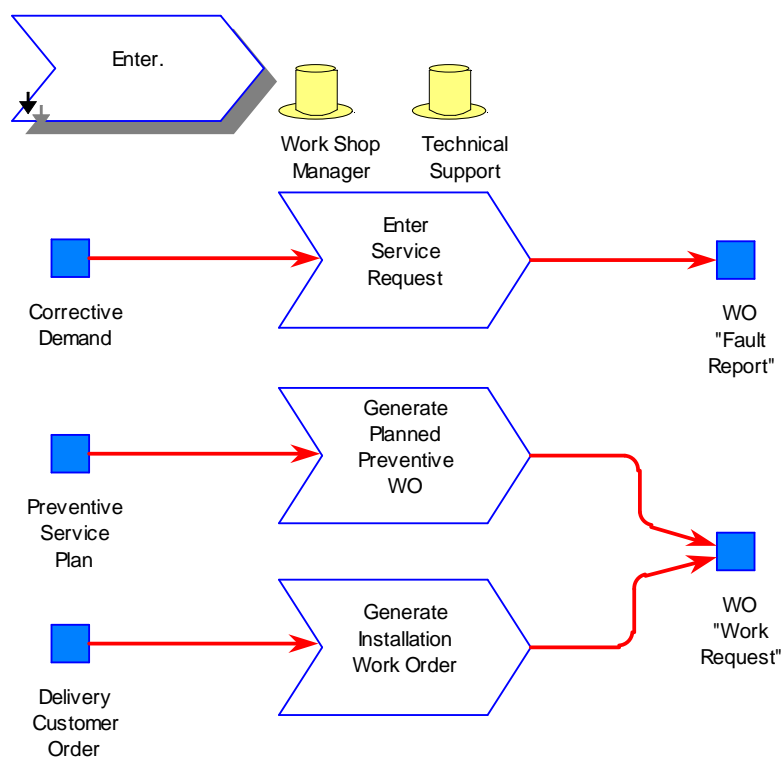 Enter.
Work Shop
Manager
Technical
Support
Enter
Service
Request
Corrective
Demand
WO
"Fault
Report"
Generate
Planned
Preventive
WO
Preventive
Service
Plan
WO
"Work
Request"
Generate
Installation
Work Order
Delivery
Customer
Order